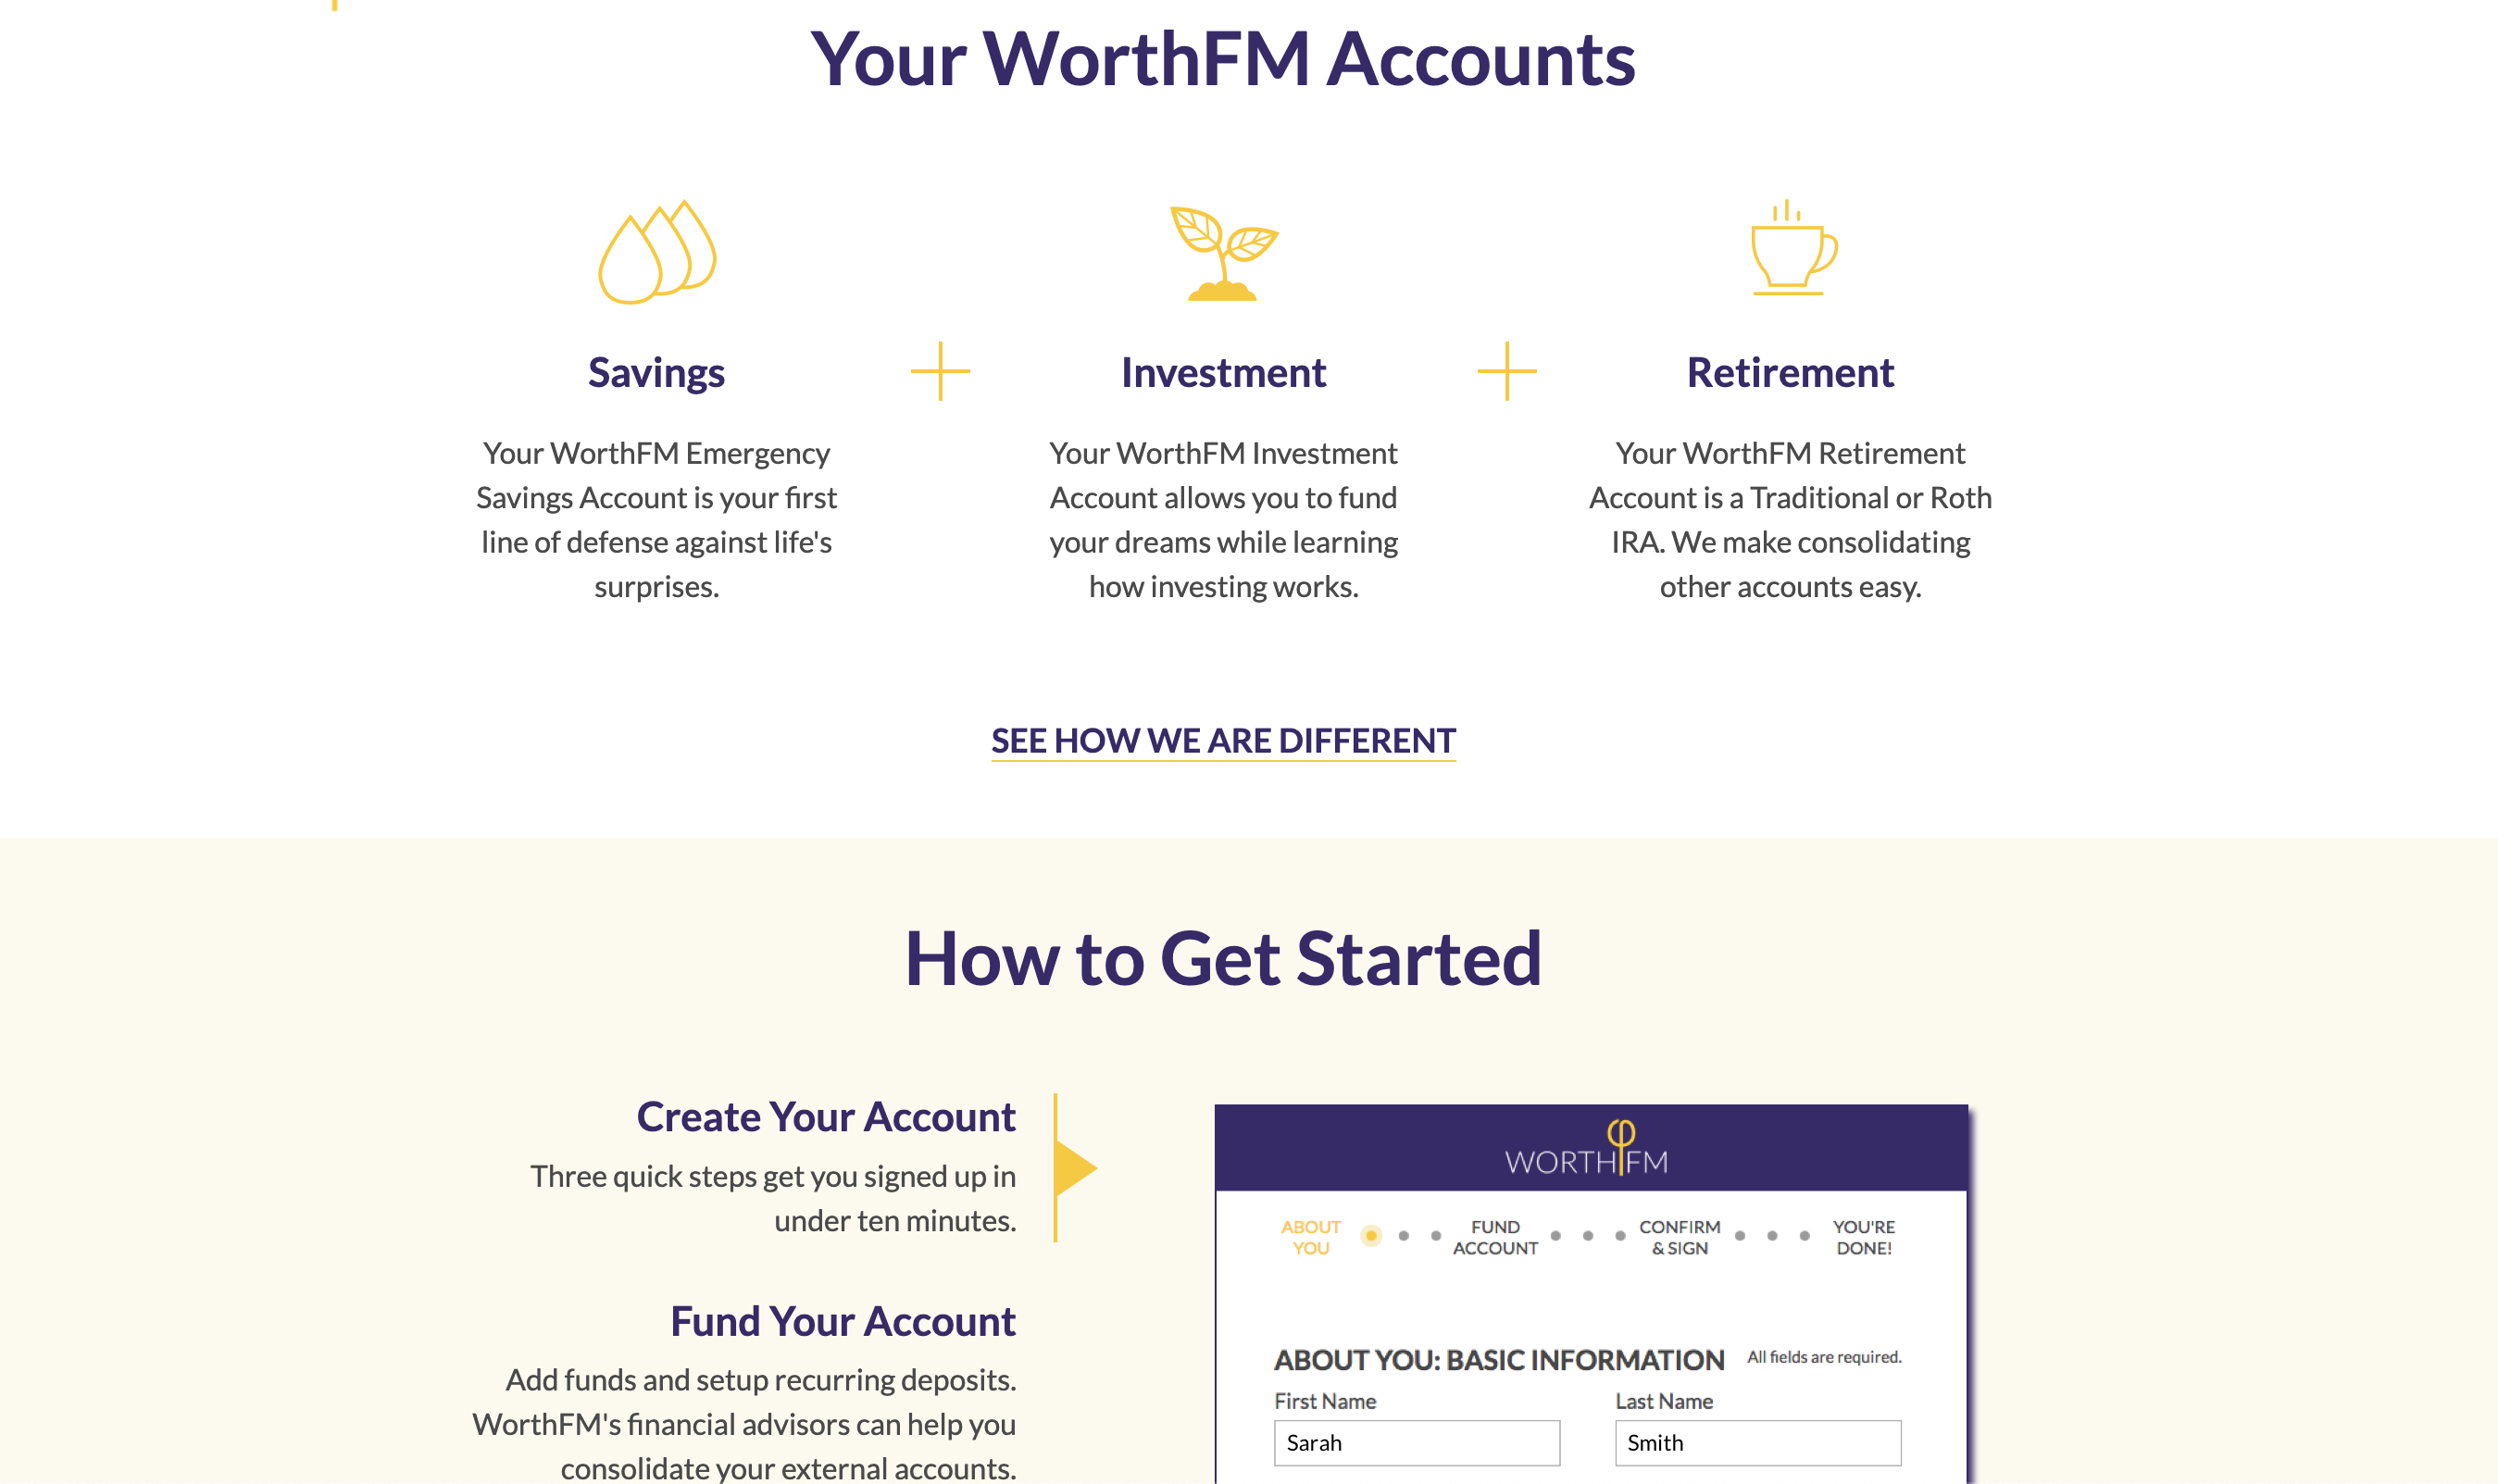 Your WorthFM Accounts
Savings
Your WorthFM Emergency
Savings Account is your first
line of defense against life's
surprises.
Investment
Your WorthFM Investment
Account allows you to fund
your dreams while learning
how investing works.
Retirement
Your WorthFM Retirement
Account is a Traditional or Roth
IRA. We make consolidating
other accounts easy.
SEE HOW WE ARE DIFFERENT
How to Get Started
Create Your Account
Three quick steps get you signed up in
under ten minutes.
Fund Your Account
Add funds and setup recurring deposits.
WorthFM's financial advisors can help you
consolidate your external accounts.
WORTH FM
ABOUT
YOU
FUND
ACCOUNT
CONFIRM
& SIGN
YOU'RE
DONE!
ABOUT YOU: BASIC INFORMATION All fields are required.
First Name
Sarah
Last Name
Smith